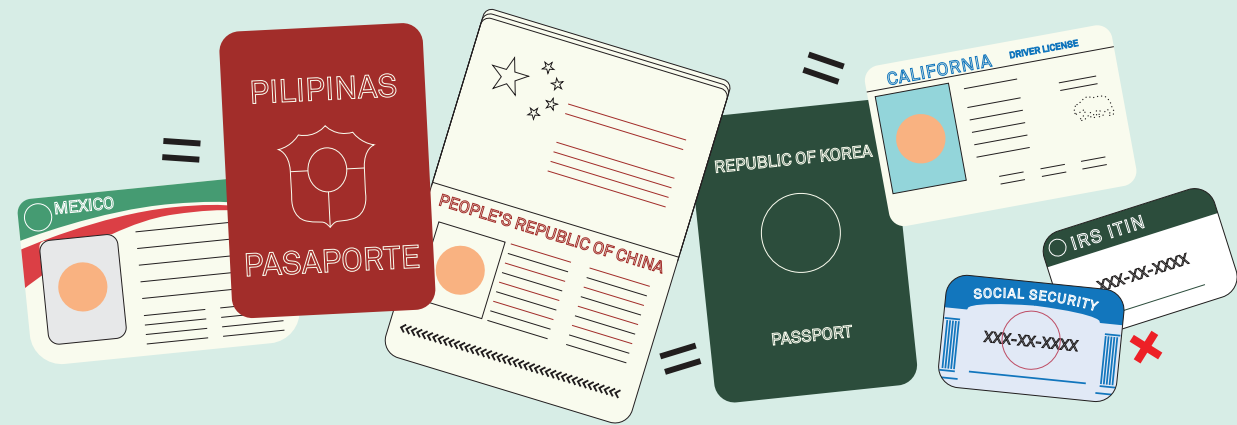 MEXICO
PILIPINAS
PASAPORTE
PEOPLE'S REPUBLIC OF CHINA
REPUBLIC OF KOREA
PASSPORT
CALIFORNIA DRIVER LICENSE
IRS ITIN
XXX-XX-XXXX
SOCIAL SECURITY
XXX-XX-XXXX